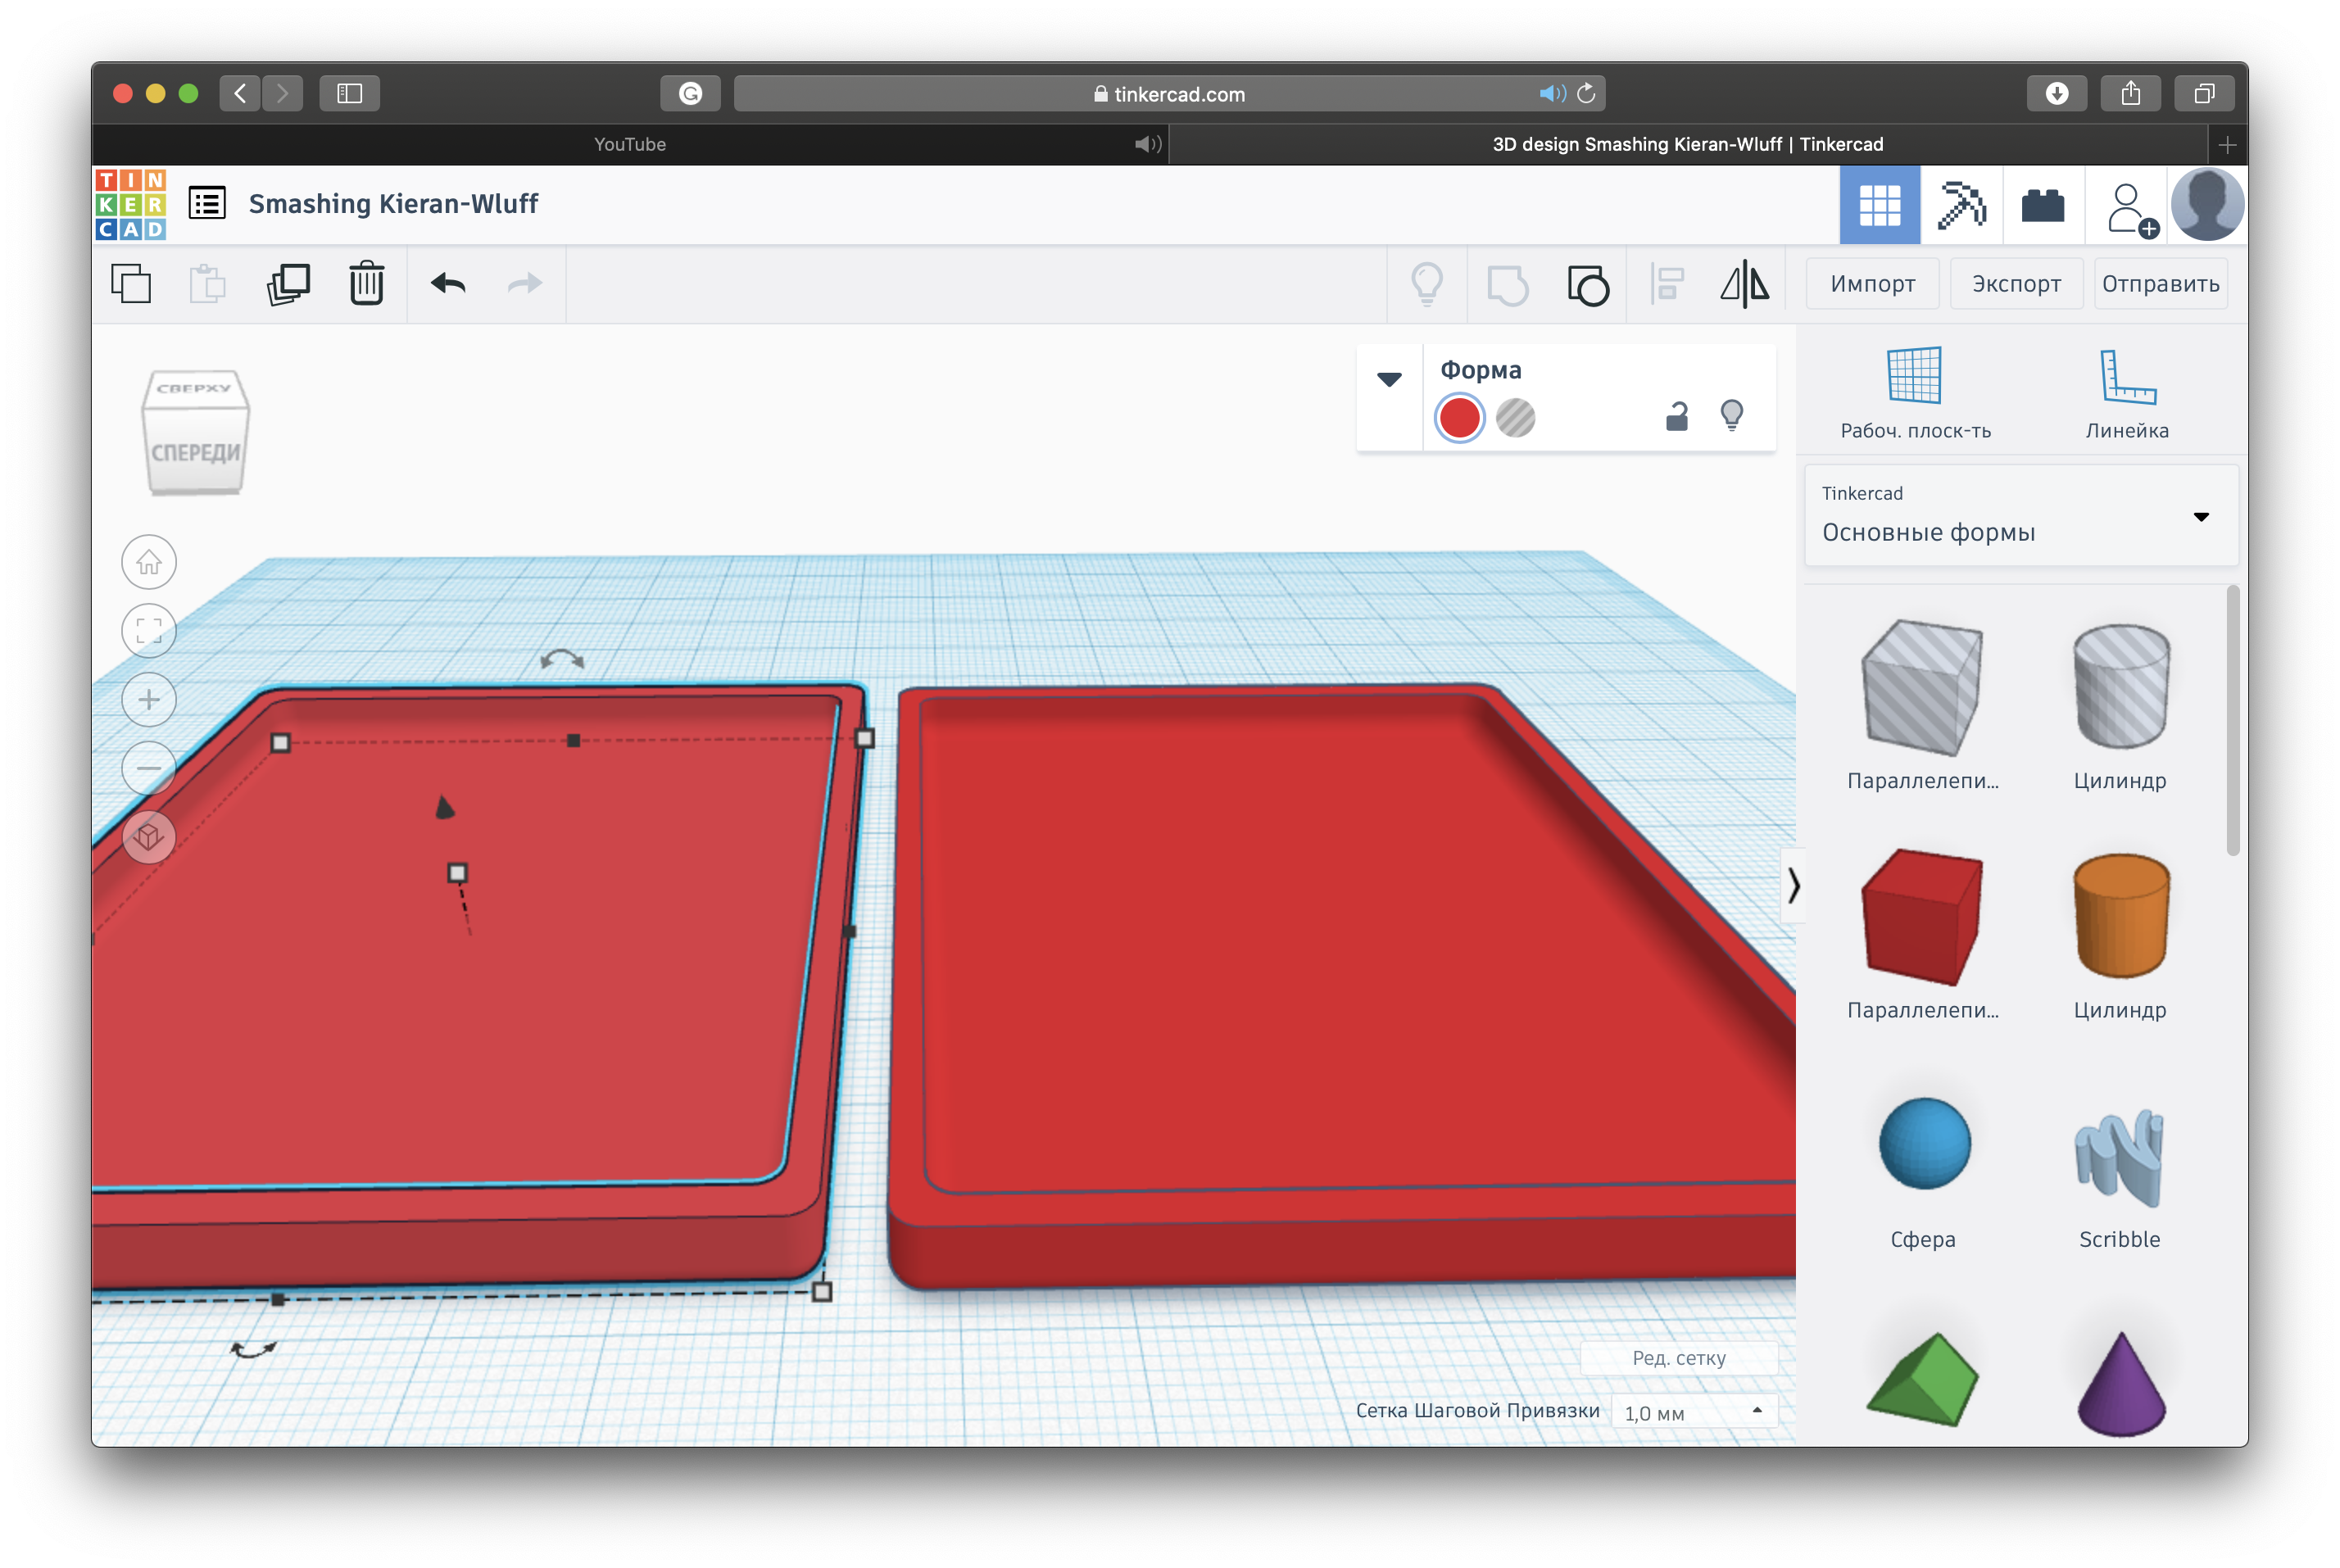 tinkercad.com
YouTube
3D design Smashing Kieran-Wluff | Tinkercad
TIN
KER
CAD
Smashing Kieran-Wluff
Импорт
Экспорт
Отправить
СВЕРХУ
СПЕРЕДИ
Форма
Рабоч. плоск-ть
Линейка
Tinkercad
Основные формы
Параллелепи...
Цилиндр
Параллелепи...
Цилиндр
Сфера
Scribble
Ред. сетку
Сетка Шаговой Привязки
1,0 мм